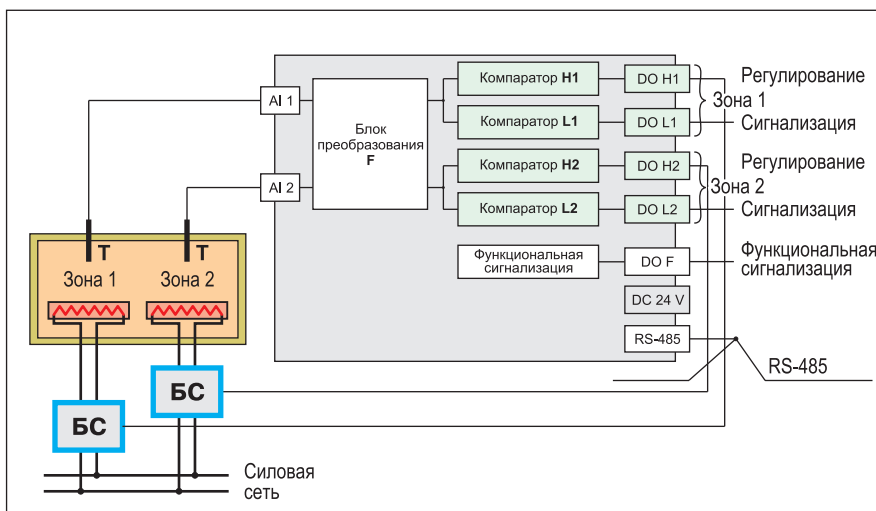 Компаратор H1
DO H1
Регулирование
AI 1
Зона 1
Блок
преобразования
F
Компаратор L1
DO L1
Сигнализация
Компаратор H2
DO H2
Регулирование
AI 2
Зона 2
Компаратор L2
DO L2
Сигнализация
T
T
Зона 1
Зона 2
Функциональная
сигнализация
DO F
Функциональная
сигнализация
DC 24 V
RS-485
RS-485
БС
БС
Силовая
сеть